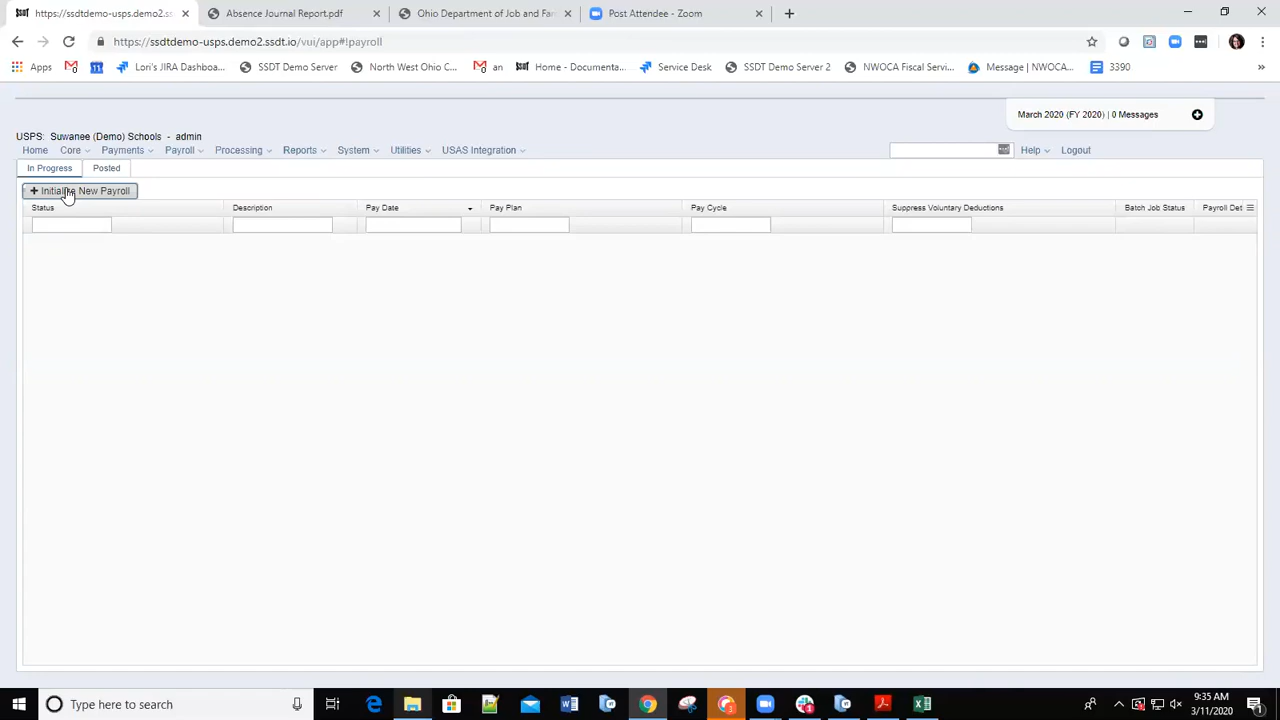 https://ssdtdemo-usps.demo2.ss
Absence Journal Report.pdf
Ohio Department of Job and Fam
Post Attendee - Zoom
https://ssdtdemo-usps.demo2.ssdt.io/vui/app#!payroll
Apps
Lori's JIRA Dashboa...
SSDT Demo Server
North West Ohio C...
an
Home - Documenta...
Service Desk
SSDT Demo Server 2
NWOCA Fiscal Servi...
Message | NWOCA...
3390
March 2020 (FY 2020) | 0 Messages
USPS: Suwanee (Demo) Schools - admin
Home Core Payments Payroll Processing Reports System Utilities USAS Integration Help Logout
In Progress Posted
Initialize New Payroll
Status Description Pay Date Pay Plan Pay Cycle Suppress Voluntary Deductions Batch Job Status Payroll Det
Type here to search
9:35 AM
3/11/2020